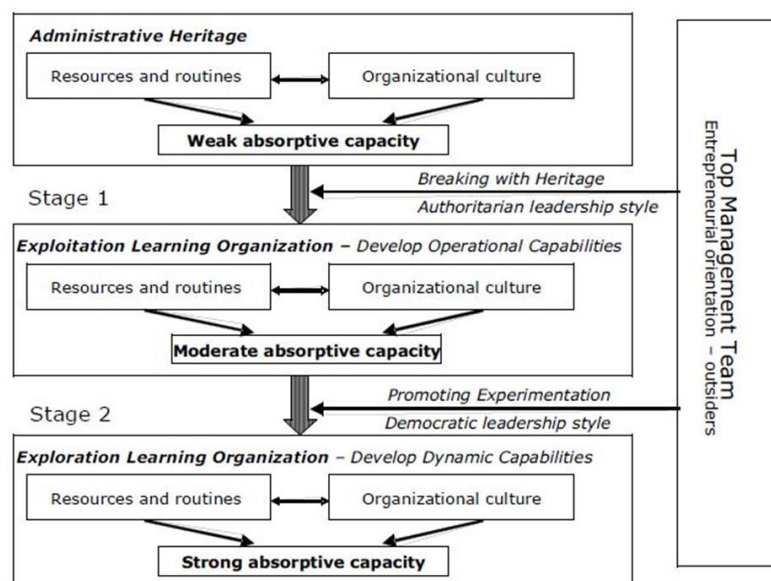 Administrative Heritage
Resources and routines
Organizational culture
Weak absorptive capacity
Stage 1
Breaking with Heritage
Authoritarian leadership style
Exploitation Learning Organization – Develop Operational Capabilities
Resources and routines
Organizational culture
Moderate absorptive capacity
Stage 2
Promoting Experimentation
Democratic leadership style
Exploration Learning Organization – Develop Dynamic Capabilities
Resources and routines
Organizational culture
Strong absorptive capacity
Top Management Team
Entrepreneurial orientation – outsiders